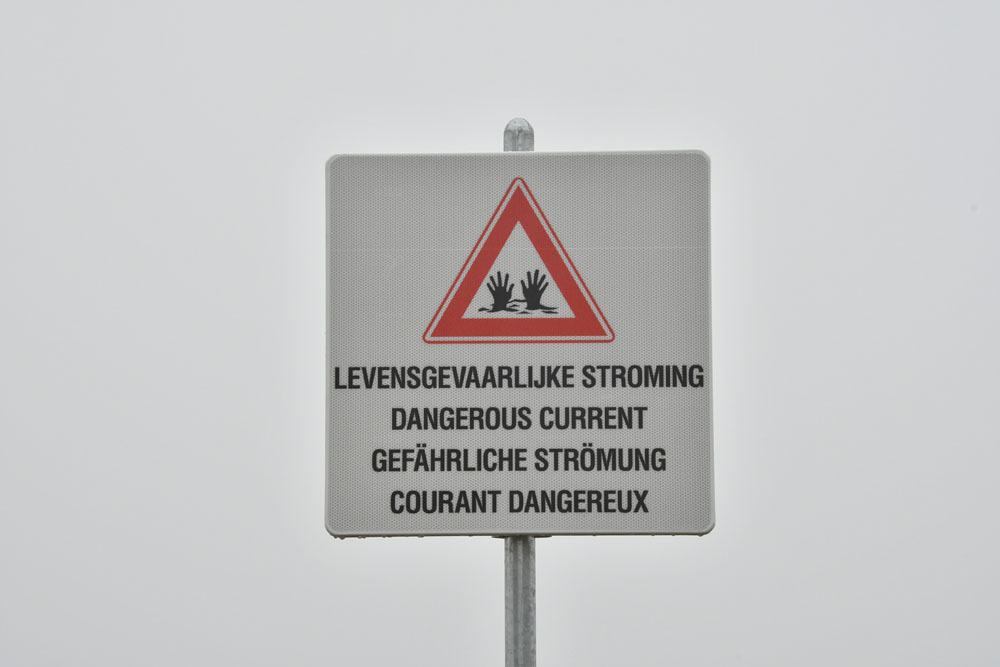 LEVENSGEVAARLIJKE STROMING
DANGEROUS CURRENT
GEFÄHRLICHE STRÖMUNG
COURANT DANGEREUX